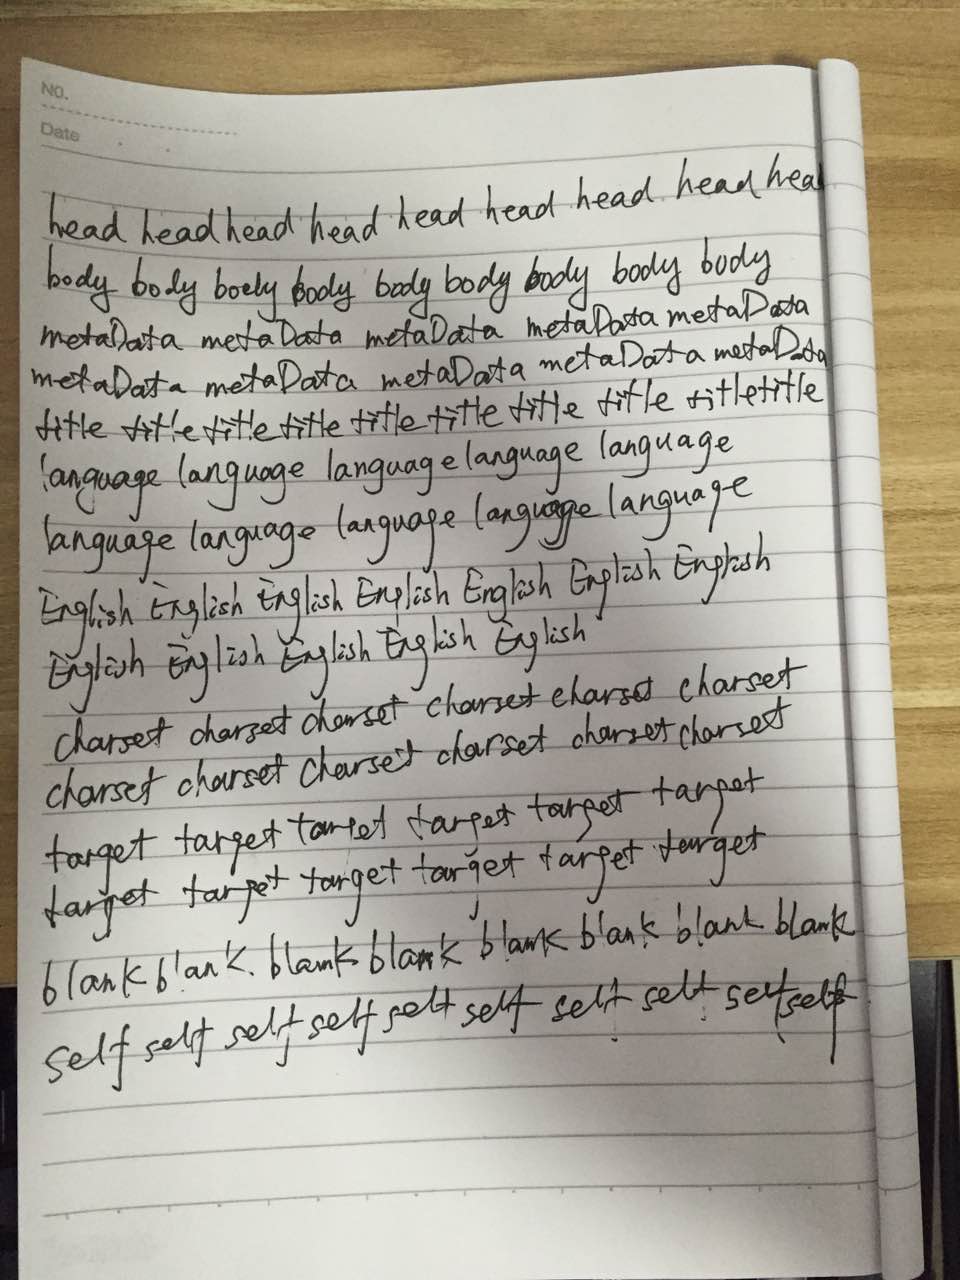 NO.
Date
head head head head head head head head hea
body body boely body body body body body body
metaData metaData metaData metaData metaData
metaData metaData metaData metaData metaData
title title title title title title title title titletitle
language language language language language
language language language language language
English English English English English English English
English English English English English
charset charset charset charset charset charset
charset charset charset charset charset charset
target target target target target target
target target target target target target
blank blank. blank blank blank blank blank blank
self self self self self self self self self self